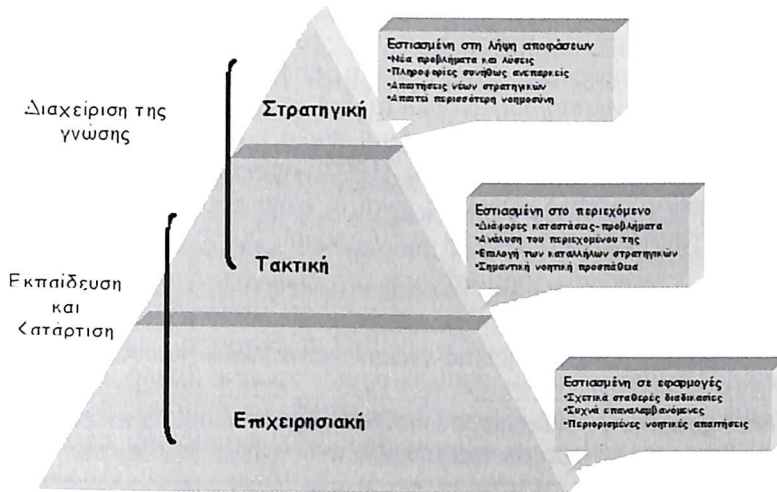 Διαχείριση της
γνώσης
Στρατηγική
Εστιασμένη στη λήψη αποφάσεων
•Νέα προβλήματα και λύσεις
•Πληροφορίες συνήθως ανεπαρκείς
•Απαιτήσεις νέων στρατηγικών
•Απαιτεί περισσότερη νοημοσύνη
Τακτική
Εστιασμένη στο περιεχόμενο
•Διάφορες καταστάσεις-προβλήματα
•Ανάλυση του περιεχομένου της
•Επιλογή των καταλλήλων στρατηγικών
•Σημαντική νοητική προσπάθεια
Εκπαίδευση
και
Κατάρτιση
Επιχειρησιακή
Εστιασμένη σε εφαρμογές
•Σχετικά σταθερές διαδικασίες
•Συχνά επαναλαμβανόμενες
•Περιορισμένες νοητικές απαιτήσεις